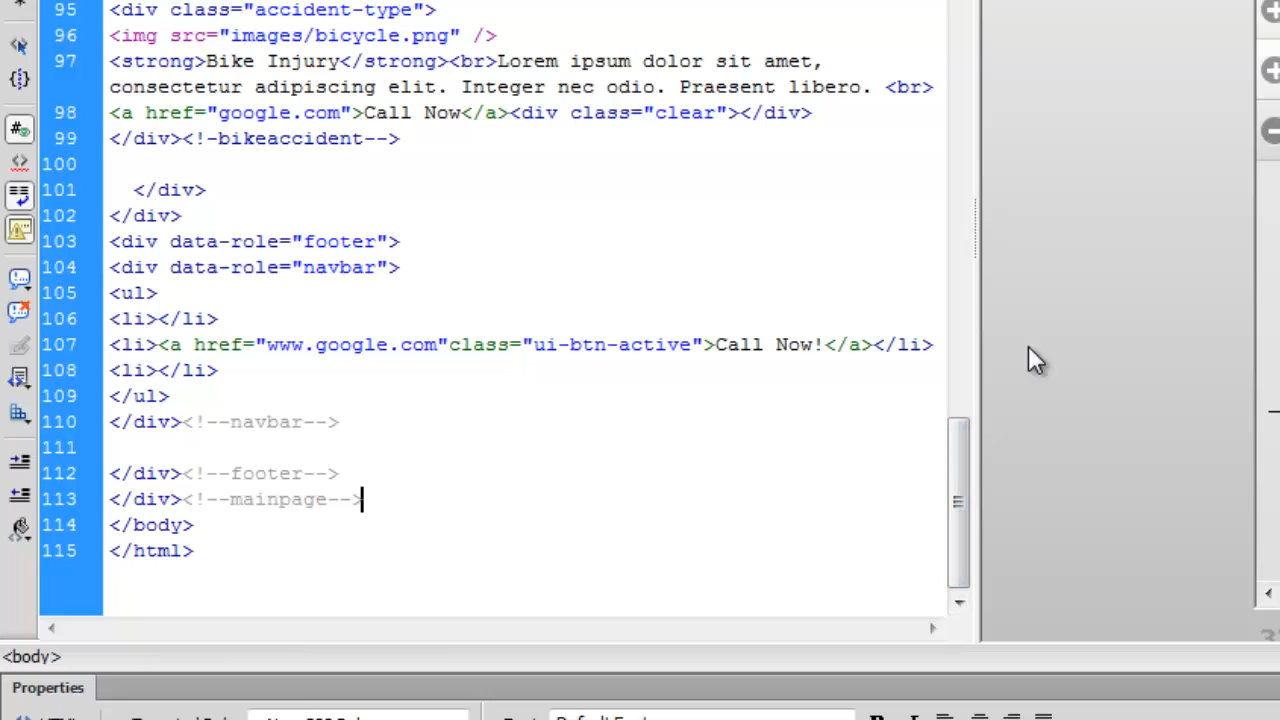 95 <div class="accident-type">
96 <img src="images/bicycle.png" />
97 <strong>Bike Injury</strong><br>Lorem ipsum dolor sit amet,
consectetur adipiscing elit. Integer nec odio. Praesent libero. <br>
98 <a href="google.com">Call Now</a><div class="clear"></div>
99 </div><!-bikeaccident-->
100
101 </div>
102 </div>
103 <div data-role="footer">
104 <div data-role="navbar">
105 <ul>
106 <li></li>
107 <li><a href="www.google.com"class="ui-btn-active">Call Now!</a></li>
108 <li></li>
109 </ul>
110 </div><!--navbar-->
111
112 </div><!--footer-->
113 </div><!--mainpage-->
114 </body>
115 </html>
<body>
Properties